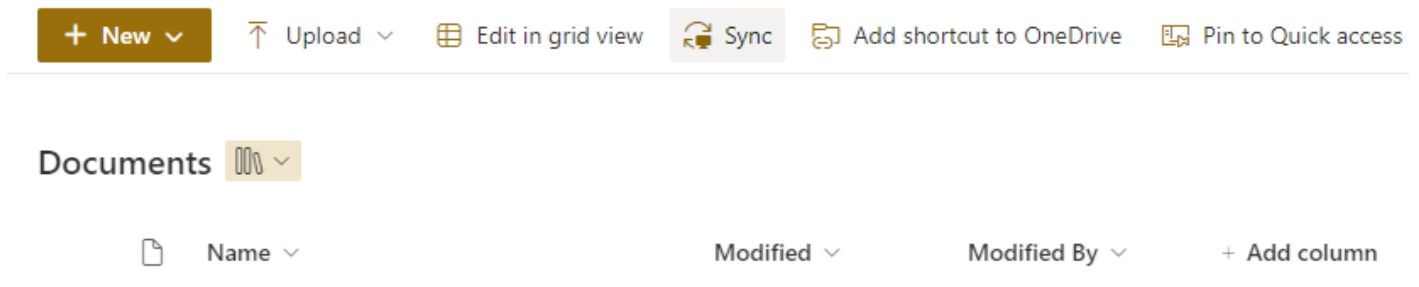 + New Upload Edit in grid view Sync Add shortcut to OneDrive Pin to Quick access
Documents
Name Modified Modified By + Add column